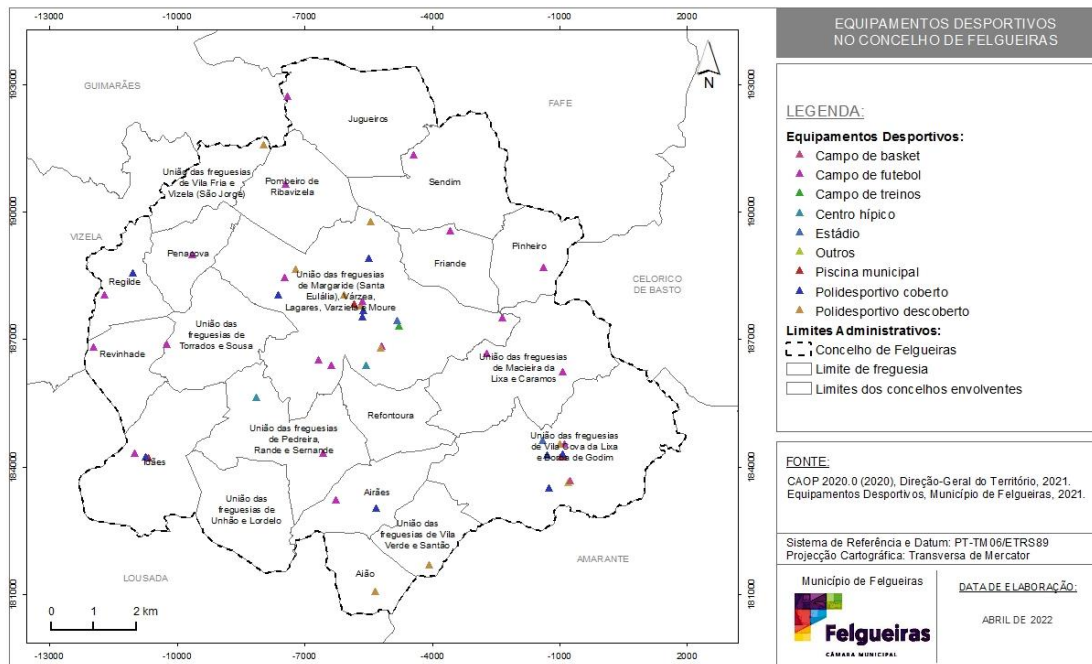 -13000
-10000
-7000
-4000
-1000
2000
EQUIPAMENTOS DESPORTIVOS
NO CONCELHO DE FELGUEIRAS
193000
190000
187000
184000
181000
193000
190000
187000
184000
181000
GUIMARÃES
FAFE
N
Jugueiros
União das freguesias
de Vila Fria e
Vizela (São Jorge)
Pombeiro de
Ribavizela
Sendim
VIZELA
Penacova
Pinheiro
Regilde
Friande
CELORICO
DE BASTO
União das freguesias
de Margaride (Santa
Eulália), Várzea,
Lagares, Varziela e Moure
União das
freguesias de
Torrados e Sousa
Revinhade
União das freguesias
de Macieira da
Lixa e Caramos
Refontoura
União das freguesias
de Pedreira,
Rande e Sernande
União das freguesias
de Vila Cova da Lixa
e Borba de Godim
Idães
Airães
União das
freguesias de
Unhão e Lordelo
União das
freguesias de Vila
Verde e Santão
Aião
AMARANTE
LOUSADA
0 1 2 km
-13000
-10000
-7000
-4000
-1000
2000
LEGENDA:
Equipamentos Desportivos:
Campo de basket
Campo de futebol
Campo de treinos
Centro hípico
Estádio
Outros
Piscina municipal
Polidesportivo coberto
Polidesportivo descoberto
Limites Administrativos:
Concelho de Felgueiras
Limite de freguesia
Limites dos concelhos envolventes
FONTE:
CAOP 2020.0 (2020), Direção-Geral do Território, 2021.
Equipamentos Desportivos, Município de Felgueiras, 2021.
Sistema de Referência e Datum: PT-TM06/ETRS89
Projecção Cartográfica: Transversa de Mercator
Município de Felgueiras
Felgueiras
CÂMARA MUNICIPAL
DATA DE ELABORAÇÃO:
ABRIL DE 2022